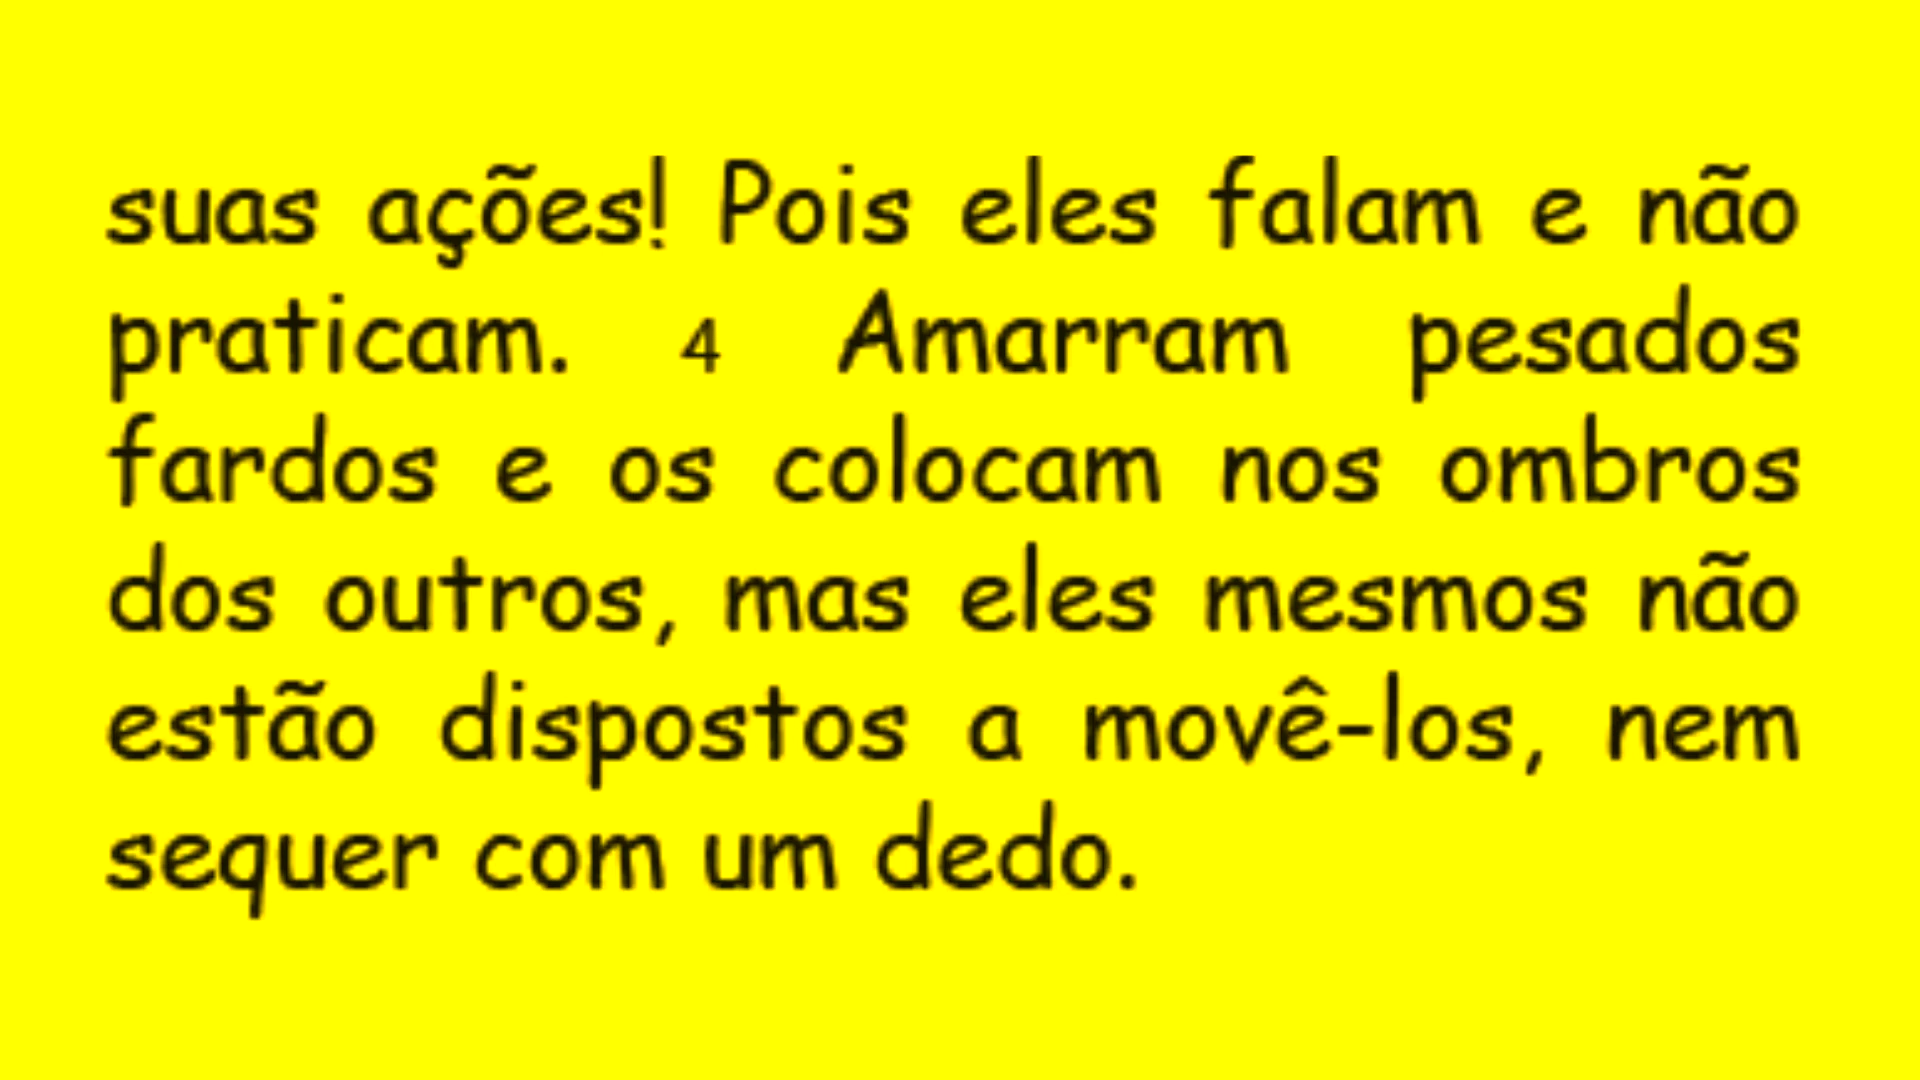 suas ações! Pois eles falam e não
praticam. 4 Amarram pesados
fardos e os colocam nos ombros
dos outros, mas eles mesmos não
estão dispostos a movê-los, nem
sequer com um dedo.